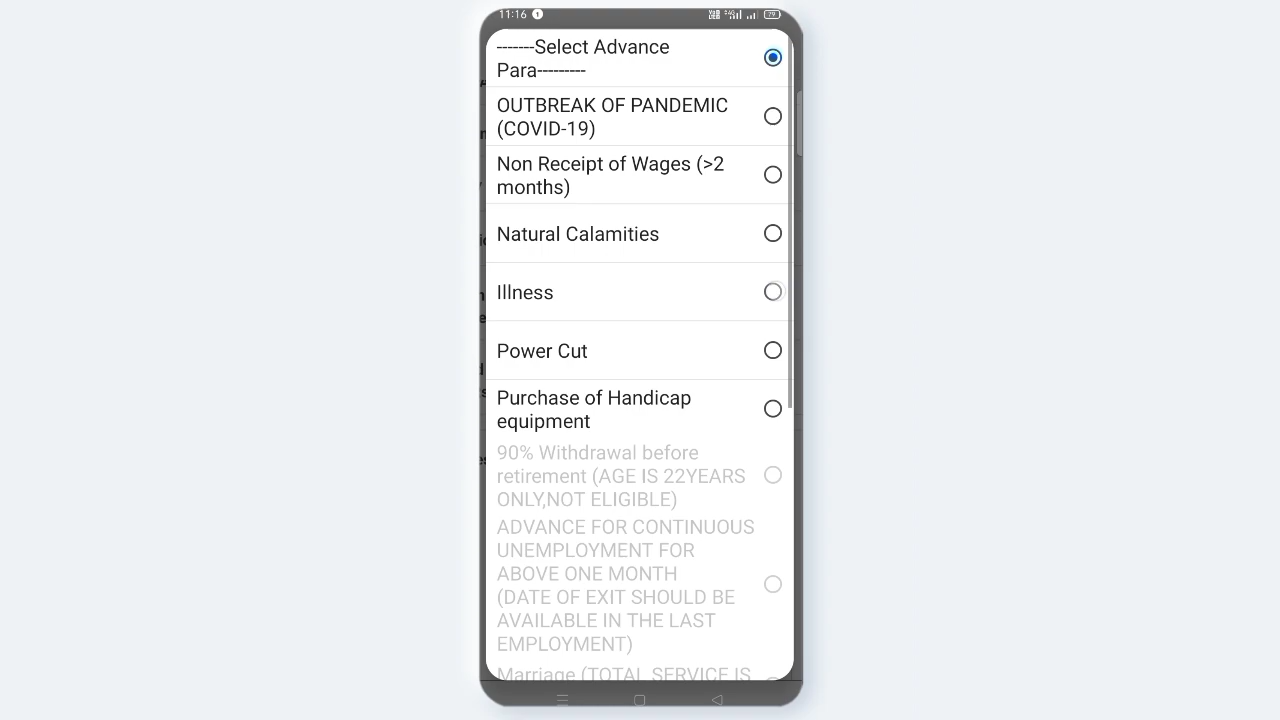 11:16
79
-------Select Advance
Para---------
OUTBREAK OF PANDEMIC
(COVID-19)
Non Receipt of Wages (>2
months)
Natural Calamities
Illness
Power Cut
Purchase of Handicap
equipment
90% Withdrawal before
retirement (AGE IS 22YEARS
ONLY,NOT ELIGIBLE)
ADVANCE FOR CONTINUOUS
UNEMPLOYMENT FOR
ABOVE ONE MONTH
(DATE OF EXIT SHOULD BE
AVAILABLE IN THE LAST
EMPLOYMENT)
Marriage (TOTAL SERVICE IS